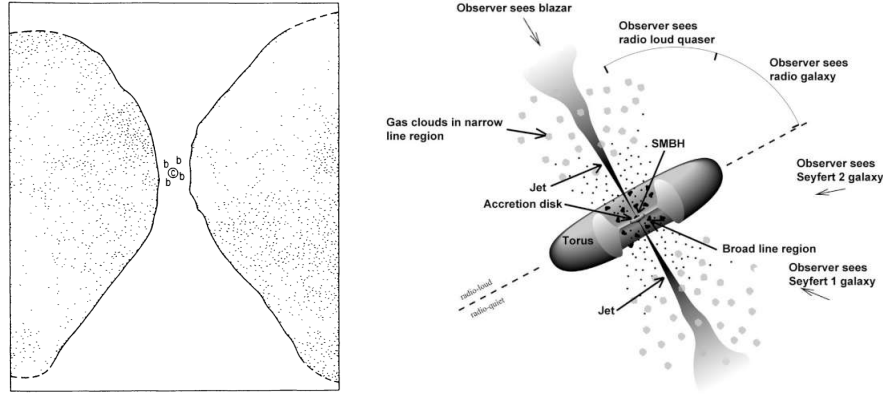 b
b
©
b
b
Observer sees blazar
Observer sees
radio loud quaser
Observer sees
radio galaxy
Gas clouds in narrow
line region
SMBH
Observer sees
Seyfert 2 galaxy
Jet
Accretion disk
Torus
Broad line region
Observer sees
Seyfert 1 galaxy
radio-loud
radio-quiet
Jet